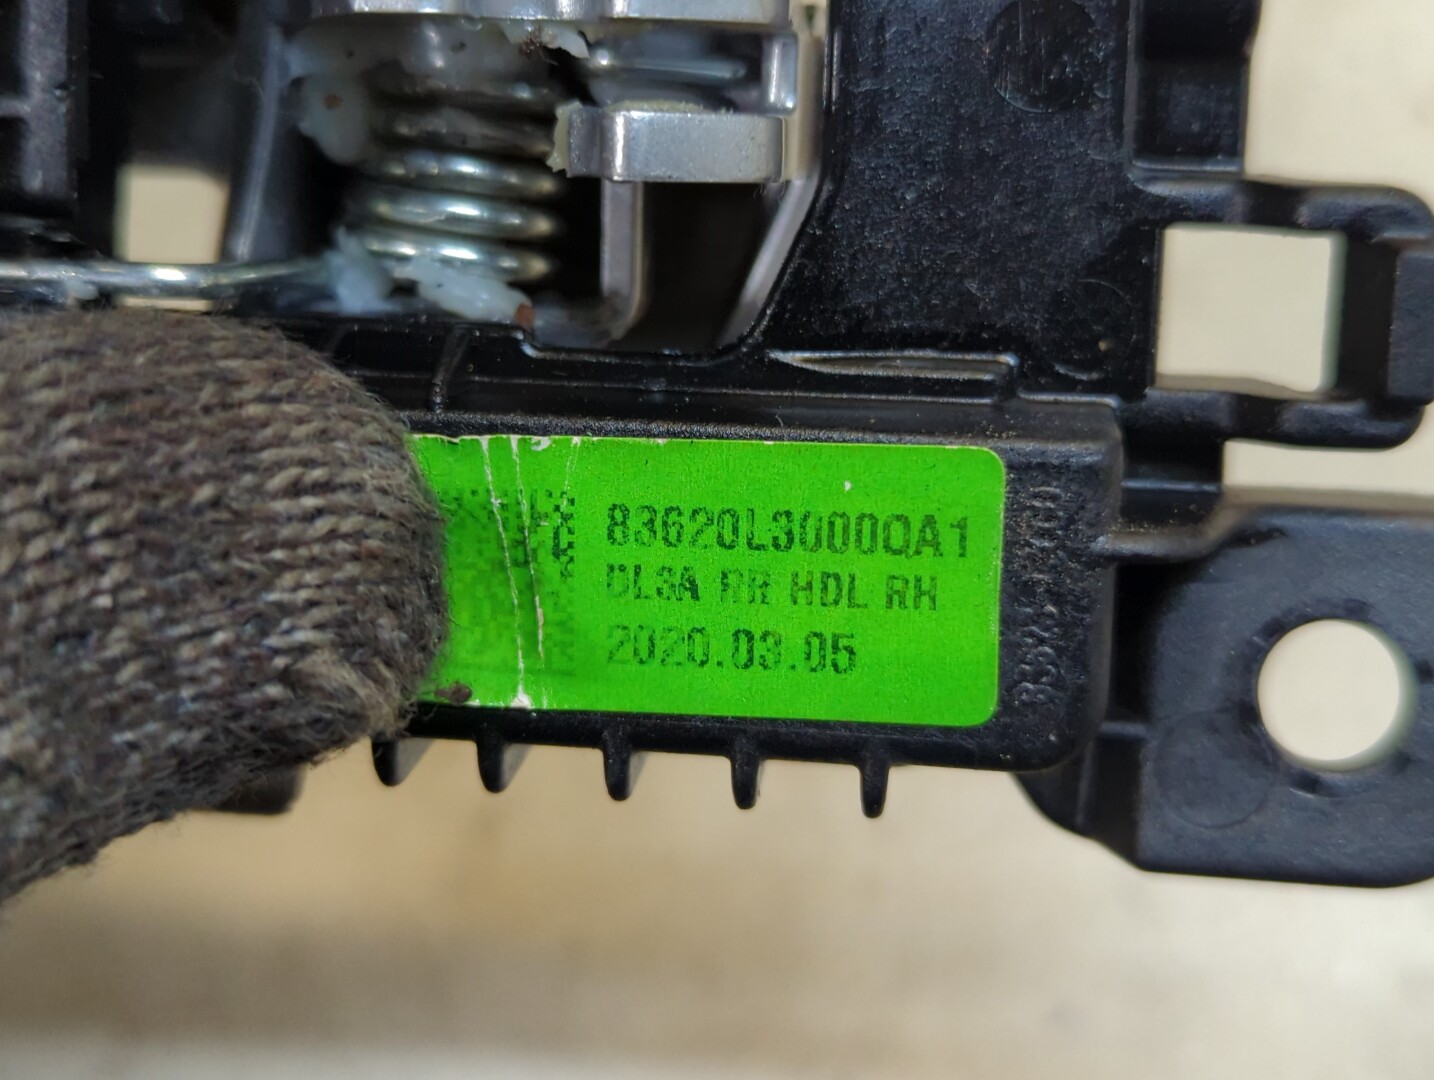 83620L3000QA1
DL3A RR HDL RH
2020.03.05